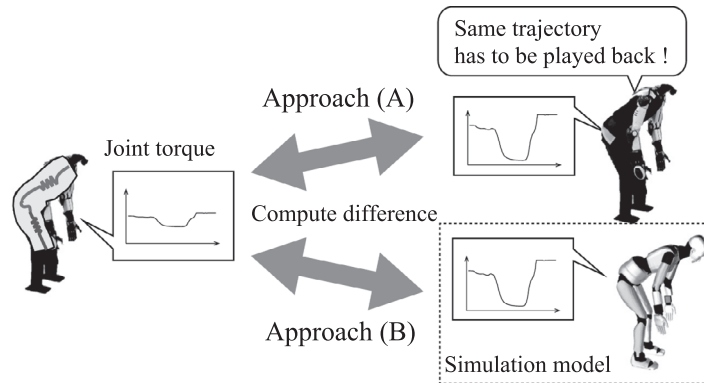 Same trajectory
has to be played back !
Approach (A)
Joint torque
Compute difference
Approach (B)
Simulation model